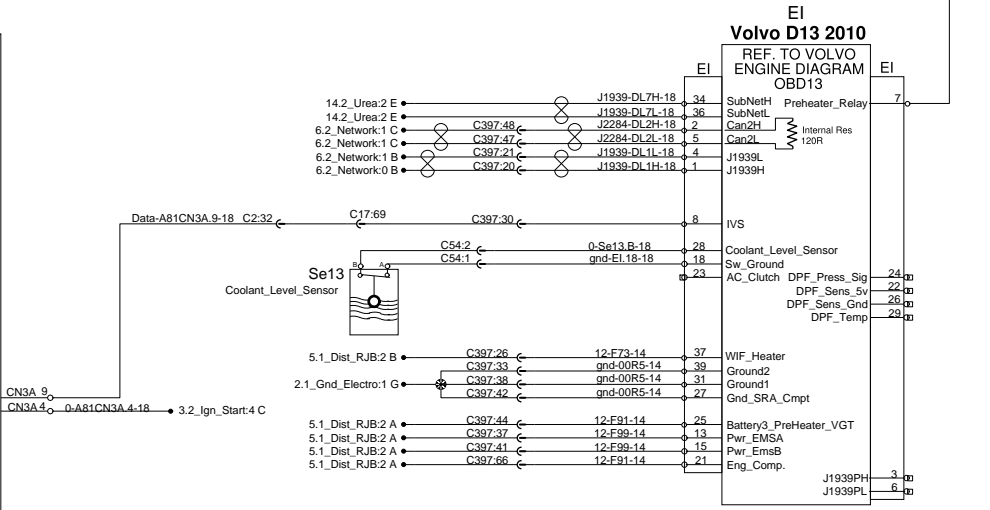 EI
Volvo D13 2010
REF. TO VOLVO
ENGINE DIAGRAM
OBD13
EI
EI
14.2_Urea:2 E J1939-DL7H-18 34 SubNetH Preheater_Relay 7
14.2_Urea:2 E J1939-DL7L-18 36 SubNetL
6.2_Network:1 C C397:48 J2284-DL2H-18 2 Can2H
6.2_Network:1 C C397:47 J2284-DL2L-18 5 Can2L
Internal Res
120R
6.2_Network:1 B C397:21 J1939-DL1L-18 4 J1939L
6.2_Network:0 B C397:20 J1939-DL1H-18 1 J1939H
Data-A81CN3A.9-18 C2:32 C17:69 C397:30 8 IVS
C54:2 0-Se13.B-18 28 Coolant_Level_Sensor
C54:1 gnd-EI.18-18 18 Sw_Ground
B A
Se13
Coolant_Level_Sensor
23 AC_Clutch DPF_Press_Sig 24
DPF_Sens_5v 22
DPF_Sens_Gnd 26
DPF_Temp 29
5.1_Dist_RJB:2 B C397:26 12-F73-14 37 WIF_Heater
C397:33 gnd-00R5-14 39 Ground2
2.1_Gnd_Electro:1 G C397:38 gnd-00R5-14 31 Ground1
C397:42 gnd-00R5-14 27 Gnd_SRA_Cmpt
CN3A 9
CN3A 4 0-A81CN3A.4-18 3.2_Ign_Start:4 C
5.1_Dist_RJB:2 A C397:44 12-F91-14 25 Battery3_PreHeater_VGT
5.1_Dist_RJB:2 A C397:37 12-F99-14 13 Pwr_EMSA
5.1_Dist_RJB:2 A C397:41 12-F99-14 15 Pwr_EmsB
5.1_Dist_RJB:2 A C397:66 12-F91-14 21 Eng_Comp.
J1939PH 3
J1939PL 6